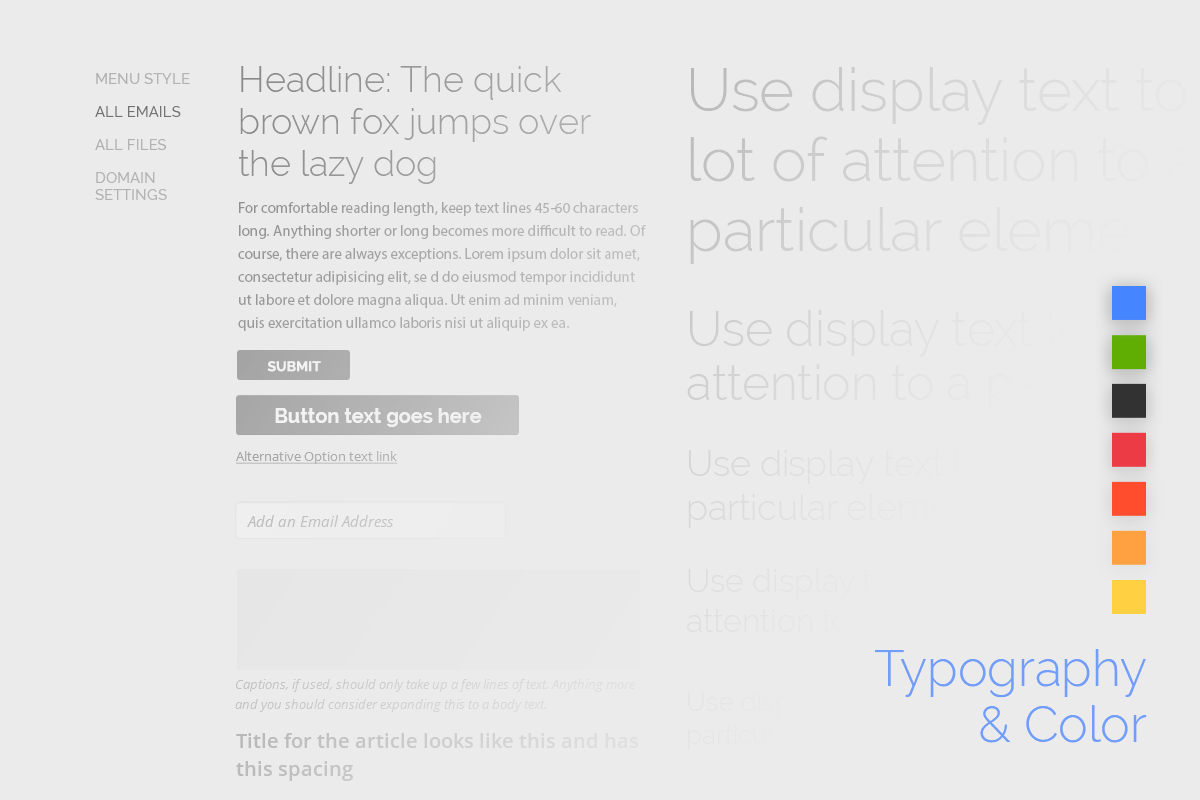 MENU STYLE
ALL EMAILS
ALL FILES
DOMAIN
SETTINGS
Headline: The quick
brown fox jumps over
the lazy dog
For comfortable reading length, keep text lines 45-60 characters
long. Anything shorter or long becomes more difficult to read. Of
course, there are always exceptions. Lorem ipsum dolor sit amet,
consectetur adipisicing elit, se d do eiusmod tempor incididunt
ut labore et dolore magna aliqua. Ut enim ad minim veniam,
quis exercitation ullamco laboris nisi ut aliquip ex ea.
SUBMIT
Button text goes here
Alternative Option text link
Add an Email Address
Captions, if used, should only take up a few lines of text. Anything more
and you should consider expanding this to a body text.
Title for the article looks like this and has
this spacing
Use display text to
lot of attention to
particular elem
Use display text
attention to a
Use display text
particular elem
Use display t
attention to
Use
Typography
& Color